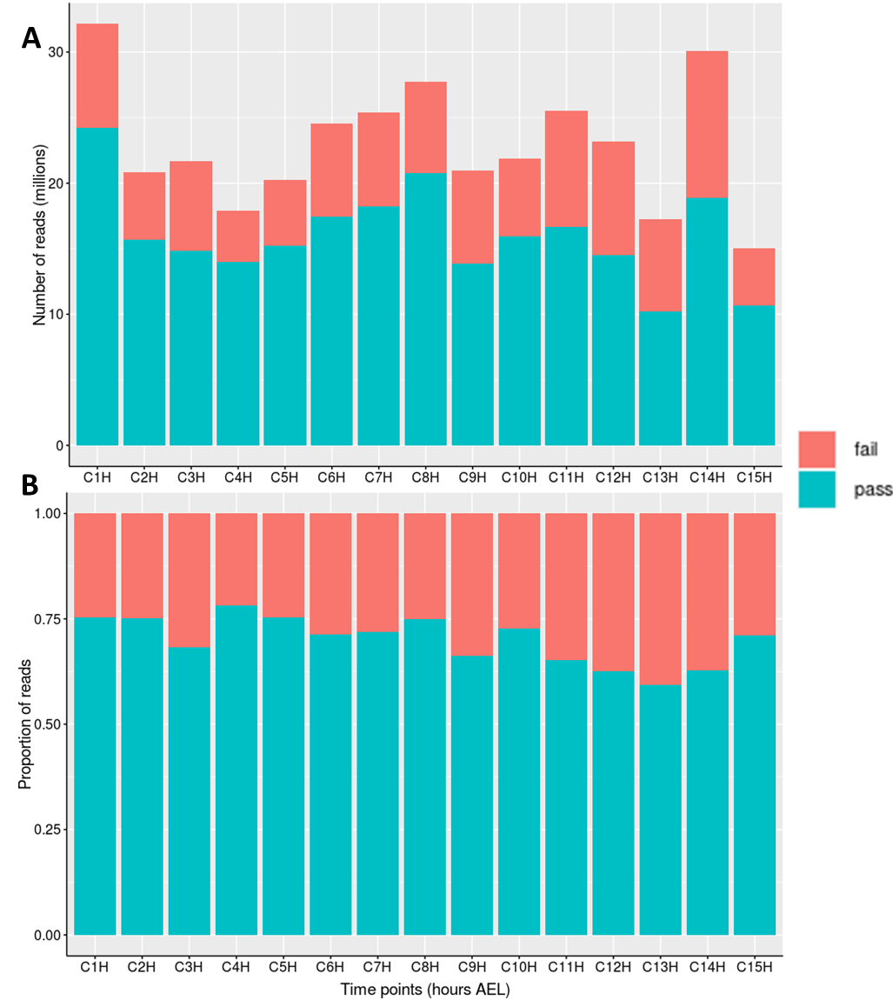 A
Number of reads (millions)
30
20
10
0
C1H C2H C3H C4H C5H C6H C7H C8H C9H C10H C11H C12H C13H C14H C15H
fail
pass
B
Proportion of reads
1.00
0.75
0.50
0.25
0.00
C1H C2H C3H C4H C5H C6H C7H C8H C9H C10H C11H C12H C13H C14H C15H
Time points (hours AEL)